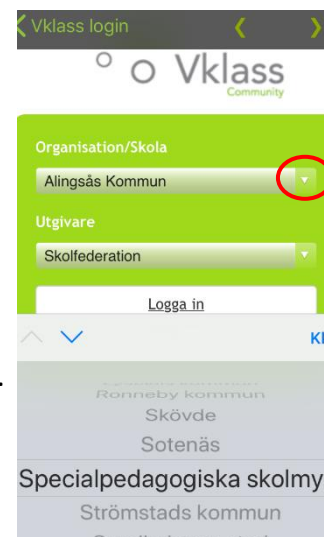 Vklass login
Vklass
Community
Organisation/Skola
Alingsås Kommun
Utgivare
Skolfederation
Logga in
Kl
Ronneby kommun
Skövde
Sotenäs
Specialpedagogiska skolmy
Strömstads kommun